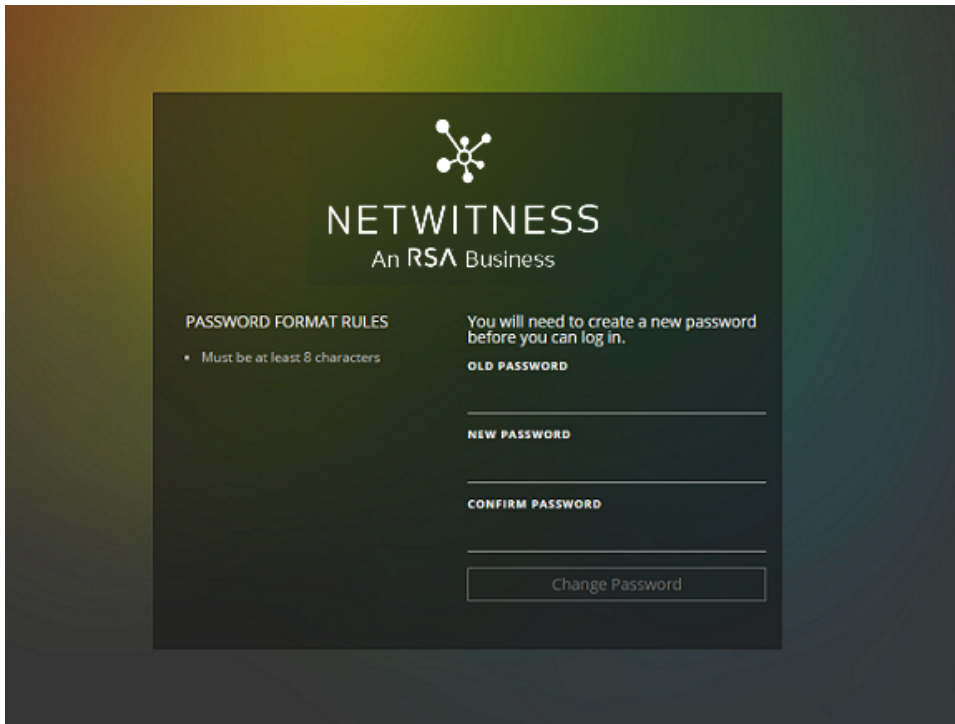 NETWITNESS
An RSA Business
PASSWORD FORMAT RULES
• Must be at least 8 characters
You will need to create a new password
before you can log in.
OLD PASSWORD
NEW PASSWORD
CONFIRM PASSWORD
Change Password